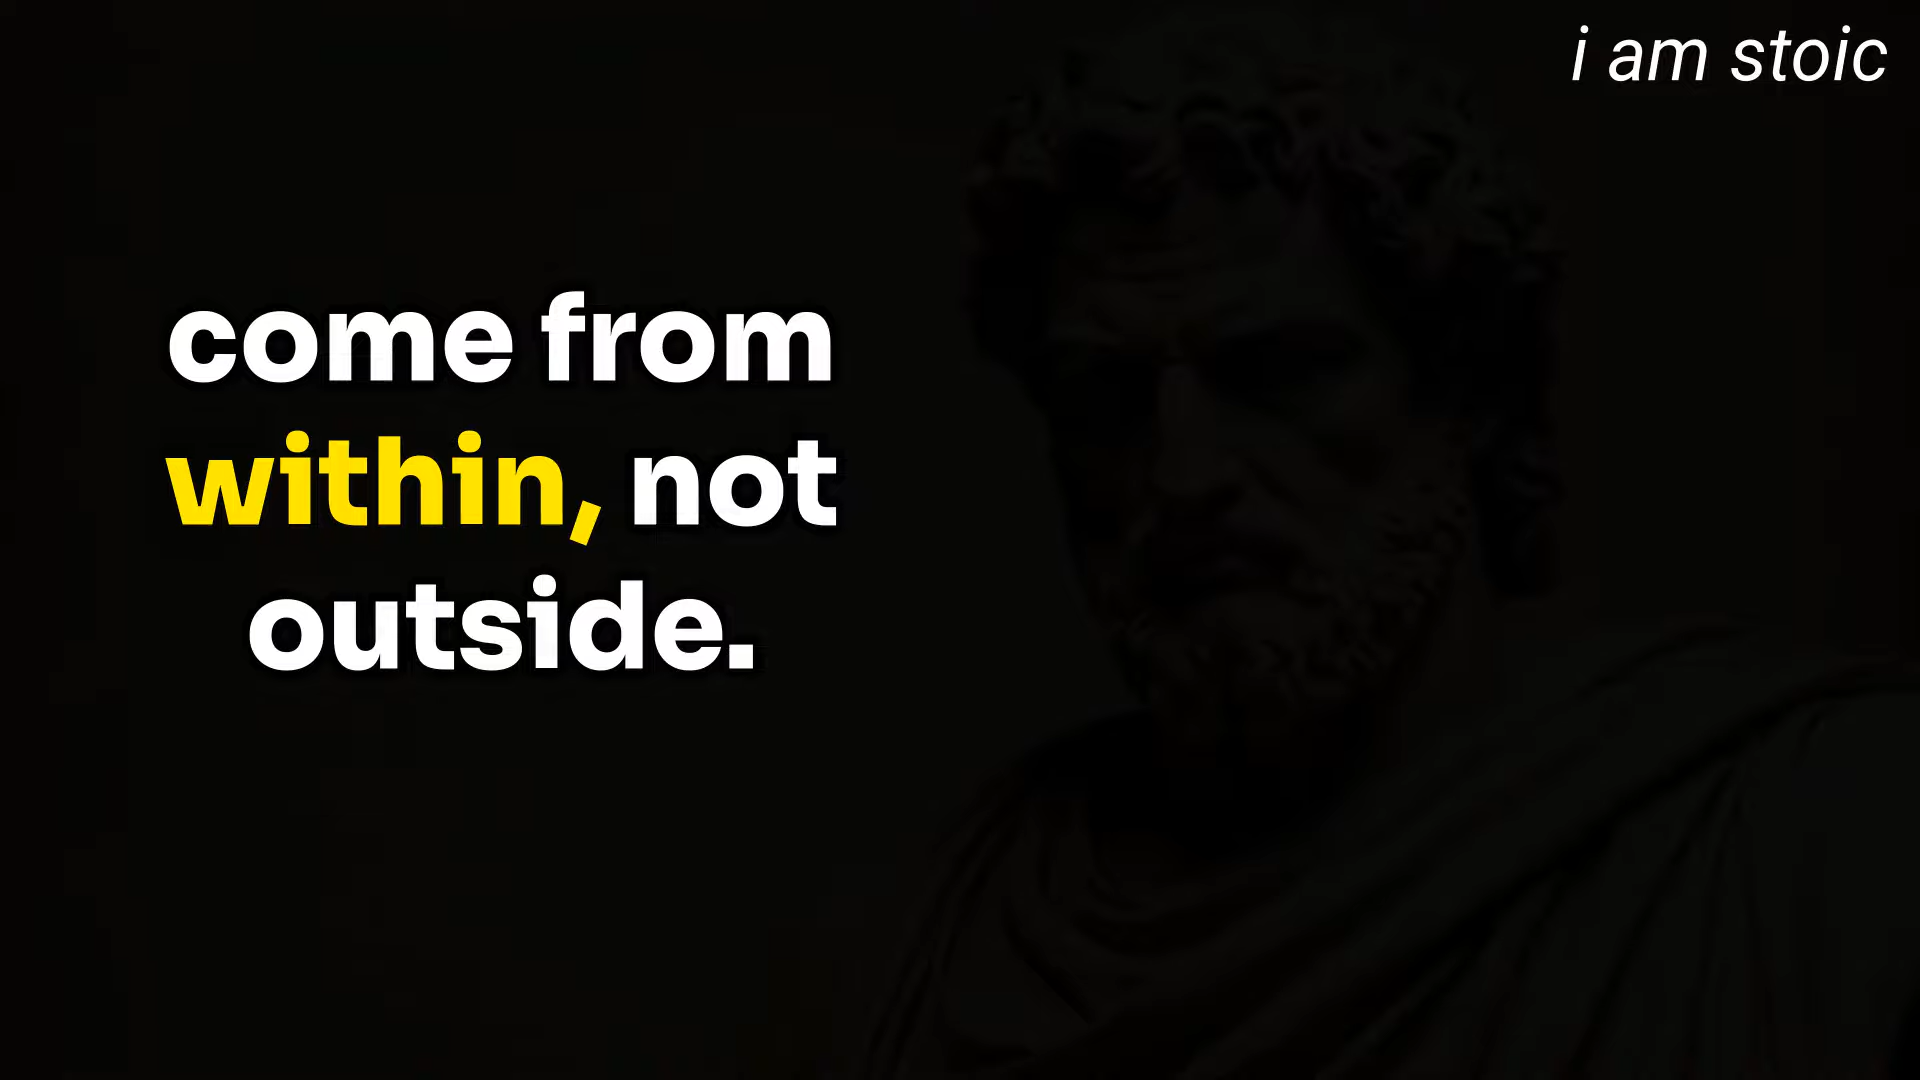 i am stoic
come from
within, not
outside.